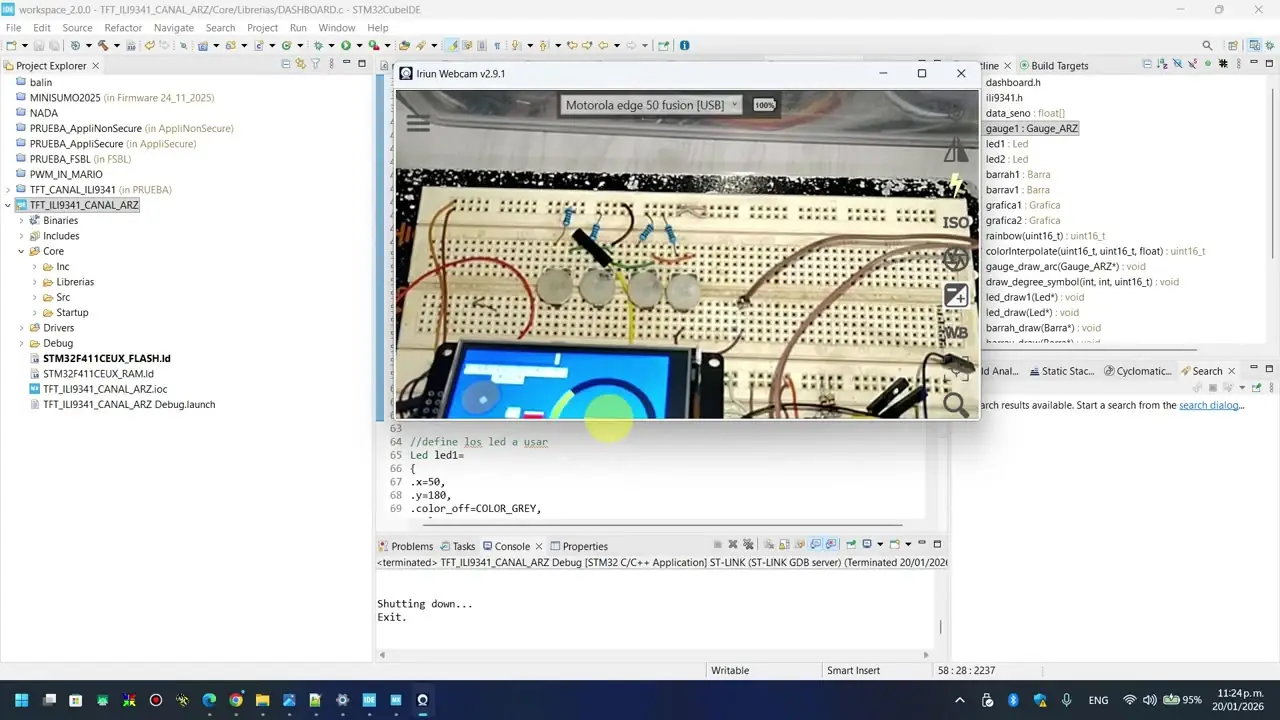 workspace_2.0.0 - TFT_ILI9341_CANAL_ARZ/Core/Librerias/DASHBOARD.c - STM32CubeIDE
File Edit Source Refactor Navigate Search Project Run Window Help
Project Explorer
balin
MINISUMO2025 (in Firmware 24_11_2025)
NADA
PRUEBA_AppliNonSecure (in AppliNonSecure)
PRUEBA_AppliSecure (in AppliSecure)
PRUEBA_FSBL (in FSBL)
PWM_IN_MARIO
TFT_CANAL_ILI9341 (in PRUEBA)
TFT_ILI9341_CANAL_ARZ
Binaries
Includes
Core
Inc
Librerias
Src
Startup
Drivers
Debug
STM32F411CEUX_FLASH.ld
STM32F411CEUX_RAM.ld
TFT_ILI9341_CANAL_ARZ.ioc
TFT_ILI9341_CANAL_ARZ Debug.launch
Iriun Webcam v2.9.1
Motorola edge 50 fusion [USB] 100%
ISO
WB
63
64 //define los led a usar
65 Led led1=
66 {
67 .x=50,
68 .y=180,
69 .color_off=COLOR_GREY,
Problems Tasks Console Properties
<terminated> TFT_ILI9341_CANAL_ARZ Debug [STM32 C/C++ Application] ST-LINK (ST-LINK GDB server) (Terminated 20/01/2026
Shutting down...
Exit.
tline Build Targets
dashboard.h
ili9341.h
data_seno : float[]
gauge1 : Gauge_ARZ
led1 : Led
led2 : Led
barrah1 : Barra
barrav1 : Barra
grafica1 : Grafica
grafica2 : Grafica
rainbow(uint16_t) : uint16_t
colorInterpolate(uint16_t, uint16_t, float) : uint16_t
gauge_draw_arc(Gauge_ARZ*) : void
draw_degree_symbol(int, int, uint16_t) : void
led_draw1(Led*) : void
led_draw(Led*) : void
barrah_draw(Barra*) : void
barrav_draw(Barra*) : void
ld Anal... Static Stac... Cyclomatic... Search
arch results available. Start a search from the search dialog...
Writable Smart Insert 58 : 28 : 2237
ENG 95% 11:24 p. m.
20/01/2026